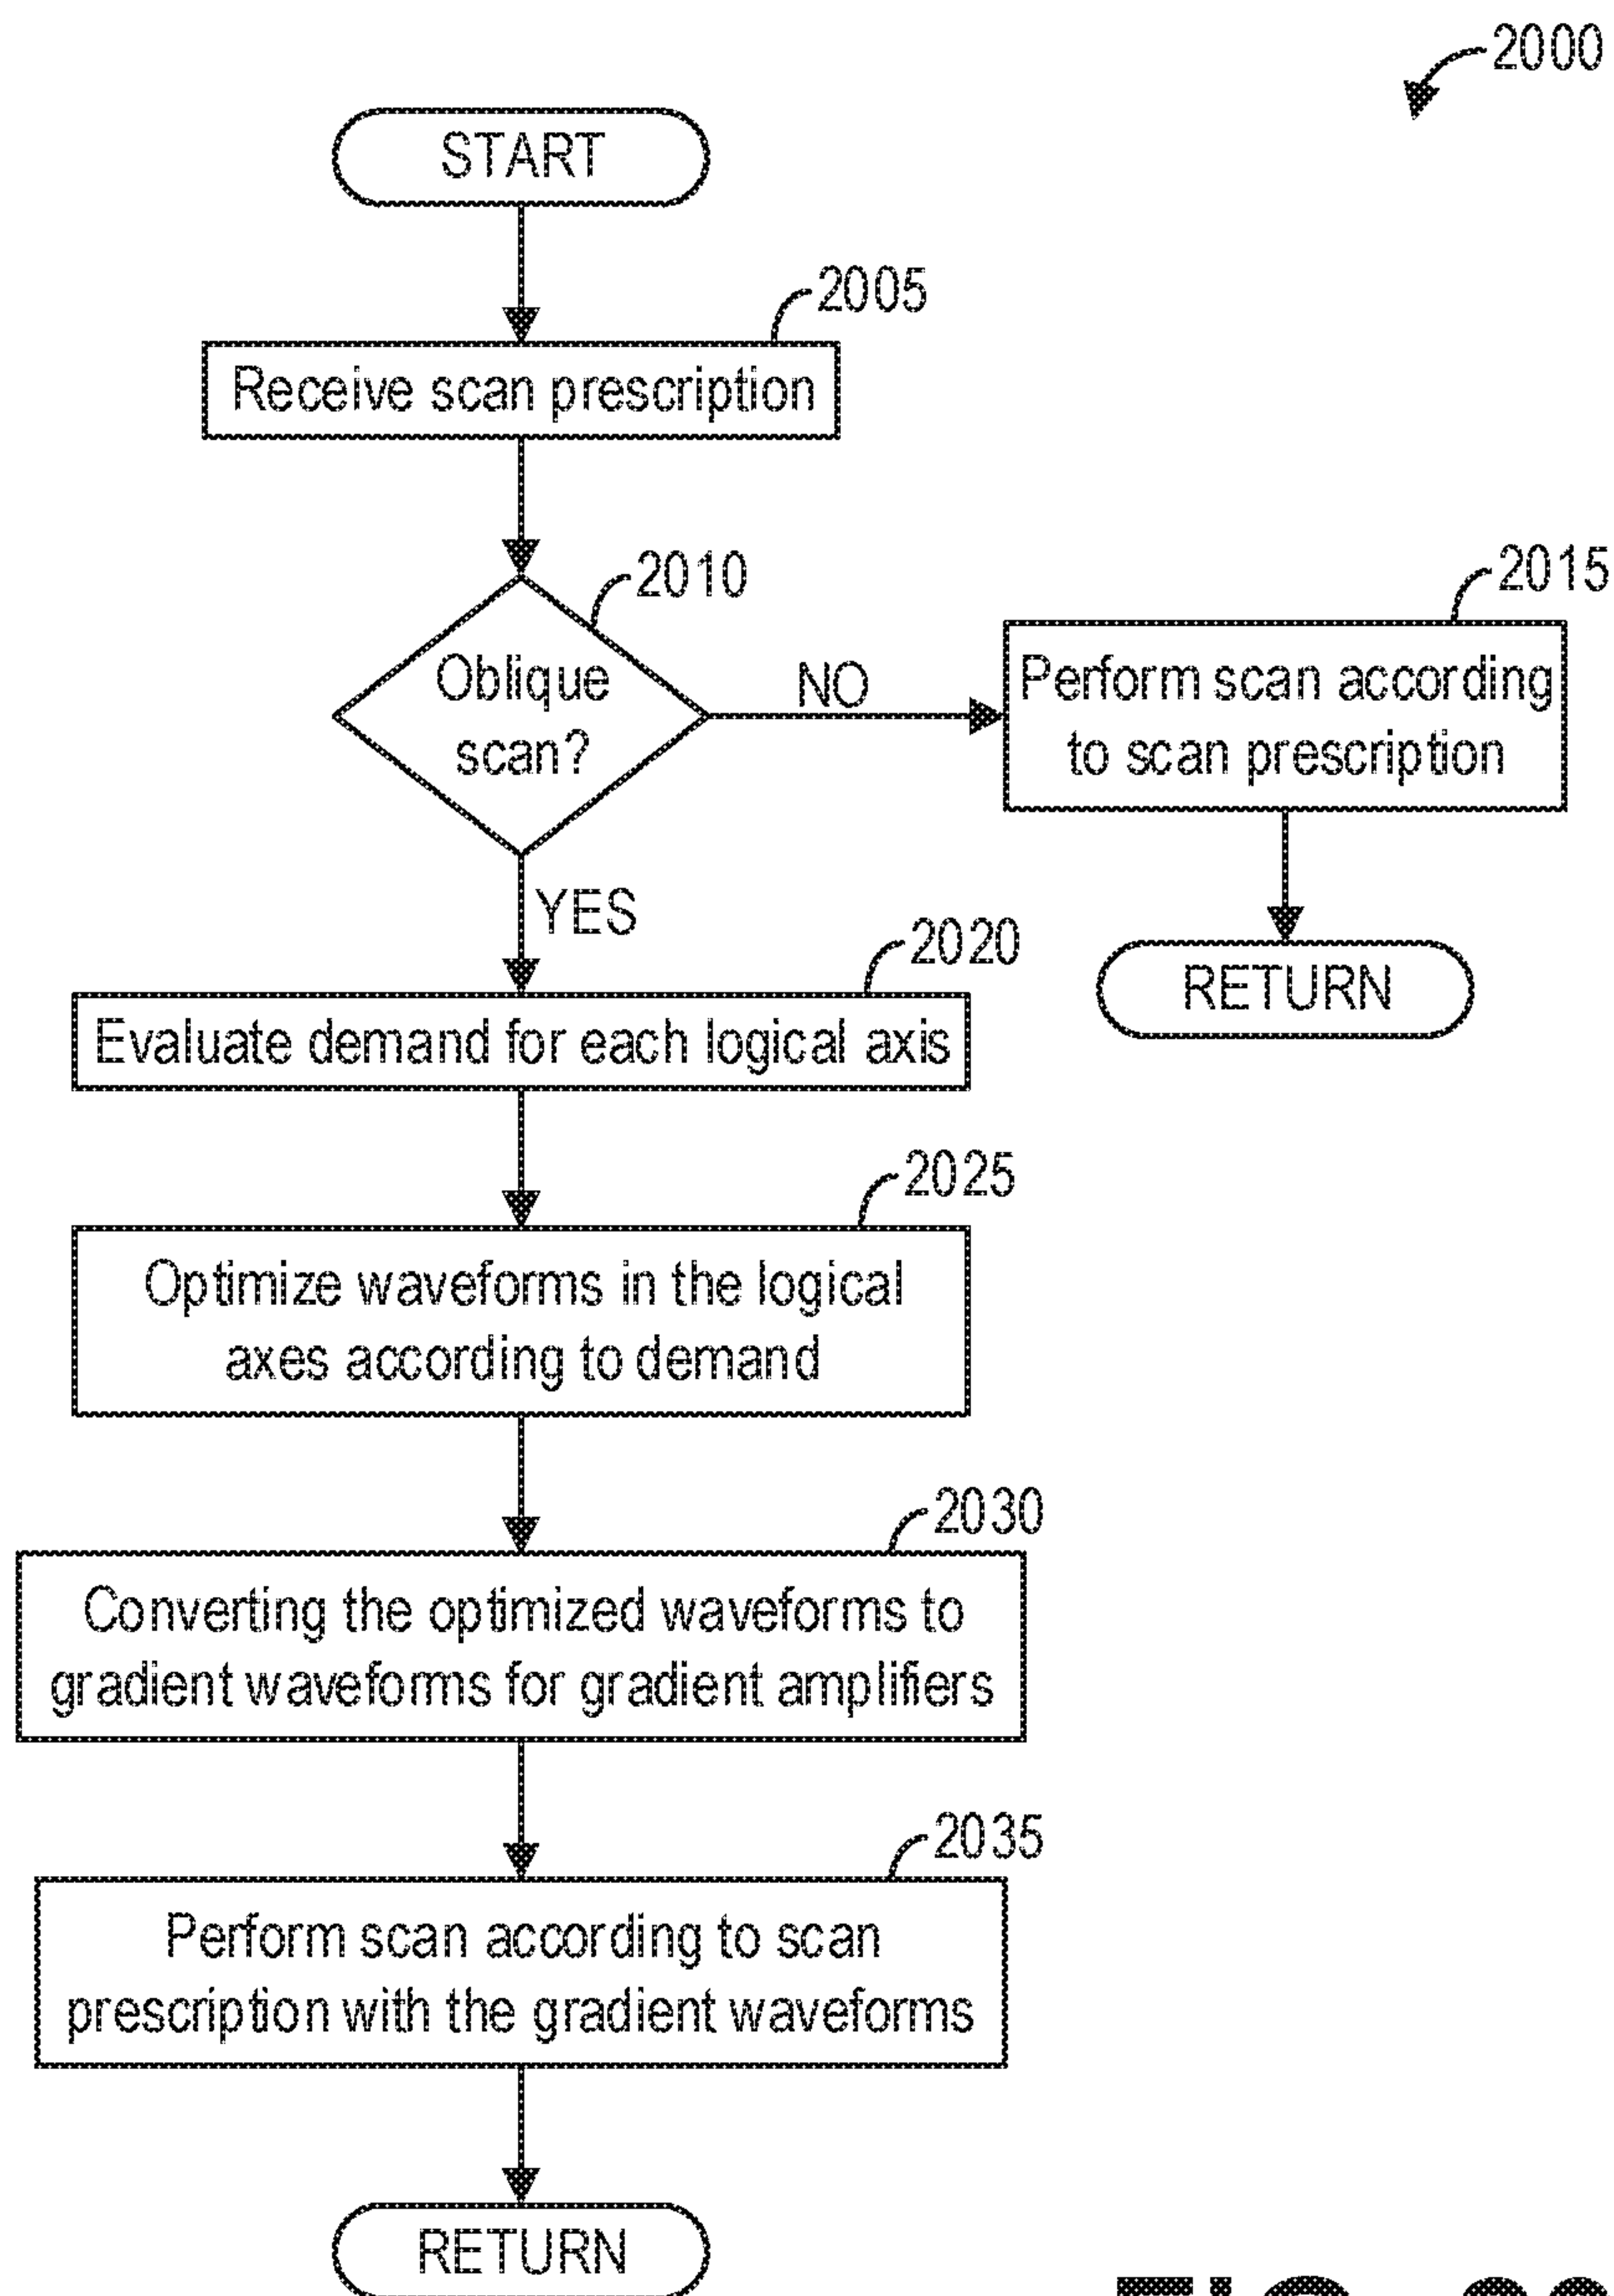 2000
START
2005
Receive scan prescription
2010
Oblique
scan?
NO
2015
Perform scan according
to scan prescription
RETURN
YES
2020
Evaluate demand for each logical axis
2025
Optimize waveforms in the logical
axes according to demand
2030
Converting the optimized waveforms to
gradient waveforms for gradient amplifiers
2035
Perform scan according to scan
prescription with the gradient waveforms
RETURN